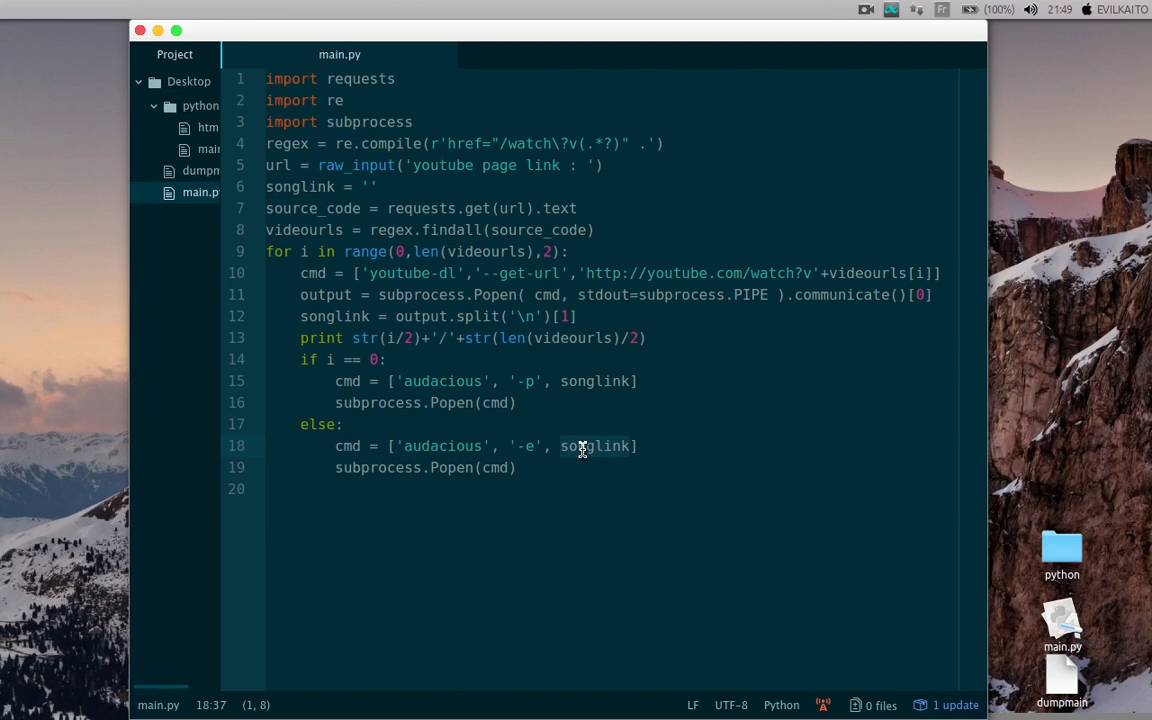 Fr (100%) 21:49 EVILKAITO
Project main.py
Desktop
python
htm
main
dumpm
main.py
1 import requests
2 import re
3 import subprocess
4 regex = re.compile(r'href="/watch\?v(.*?)" .')
5 url = raw_input('youtube page link : ')
6 songlink = ''
7 source_code = requests.get(url).text
8 videourls = regex.findall(source_code)
9 for i in range(0,len(videourls),2):
10     cmd = ['youtube-dl','--get-url','http://youtube.com/watch?v'+videourls[i]]
11     output = subprocess.Popen( cmd, stdout=subprocess.PIPE ).communicate()[0]
12     songlink = output.split('\n')[1]
13     print str(i/2)+'/'+str(len(videourls)/2)
14     if i == 0:
15         cmd = ['audacious', '-p', songlink]
16         subprocess.Popen(cmd)
17     else:
18         cmd = ['audacious', '-e', songlink]
19         subprocess.Popen(cmd)
20
python
main.py
dumpmain
main.py 18:37 (1, 8) LF UTF-8 Python 0 files 1 update